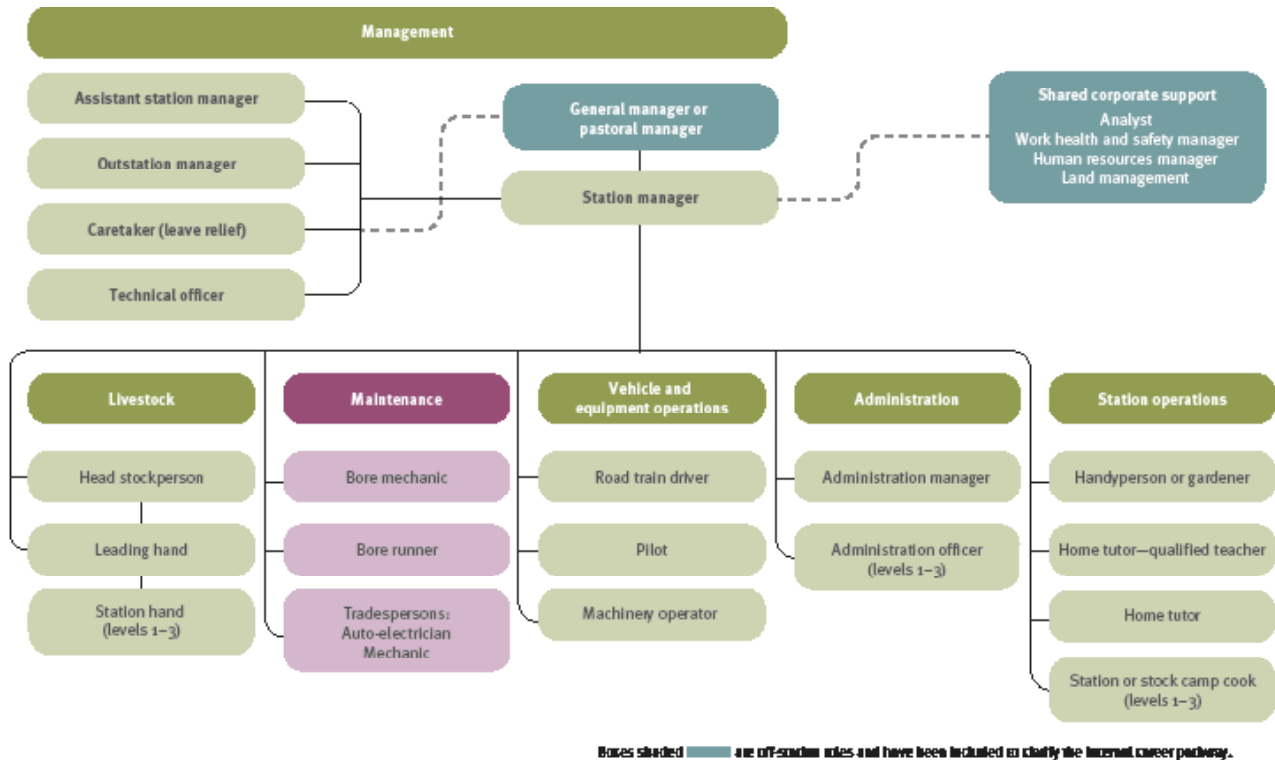 Management
Assistant station manager
Outstation manager
Caretaker (leave relief)
Technical officer
General manager or
pastoral manager
Station manager
Shared corporate support
Analyst
Work health and safety manager
Human resources manager
Land management
Livestock
Head stockperson
Leading hand
Station hand
(levels 1–3)
Maintenance
Bore mechanic
Bore runner
Tradespersons:
Auto-electrician
Mechanic
Vehicle and
equipment operations
Road train driver
Pilot
Machinery operator
Administration
Administration manager
Administration officer
(levels 1–3)
Station operations
Handyperson or gardener
Home tutor—qualified teacher
Home tutor
Station or stock camp cook
(levels 1–3)
Boxes shaded are off-station roles and have been included to clarify the internal career pathway.